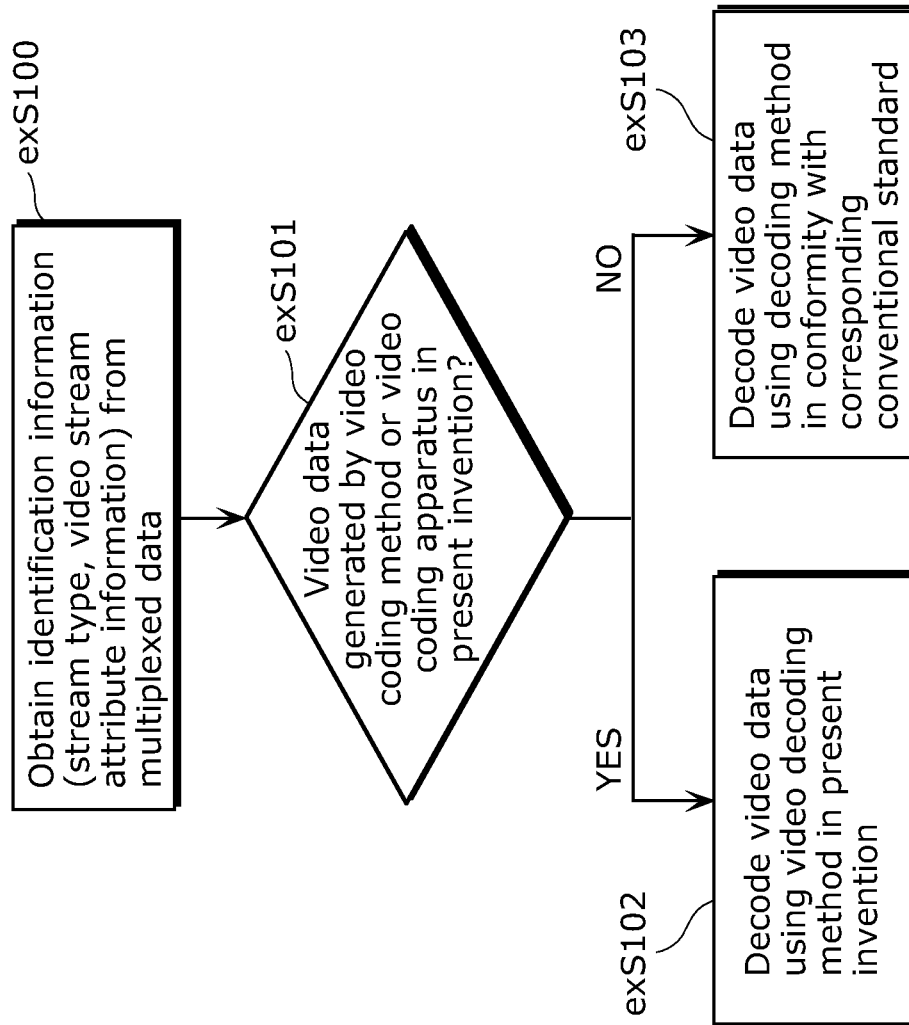 exS100
Obtain identification information
(stream type, video stream
attribute information) from
multiplexed data
exS101
Video data
generated by video
coding method or video
coding apparatus in
present invention?
YES
NO
exS102
Decode video data
using video decoding
method in present
invention
exS103
Decode video data
using decoding method
in conformity with
corresponding
conventional standard